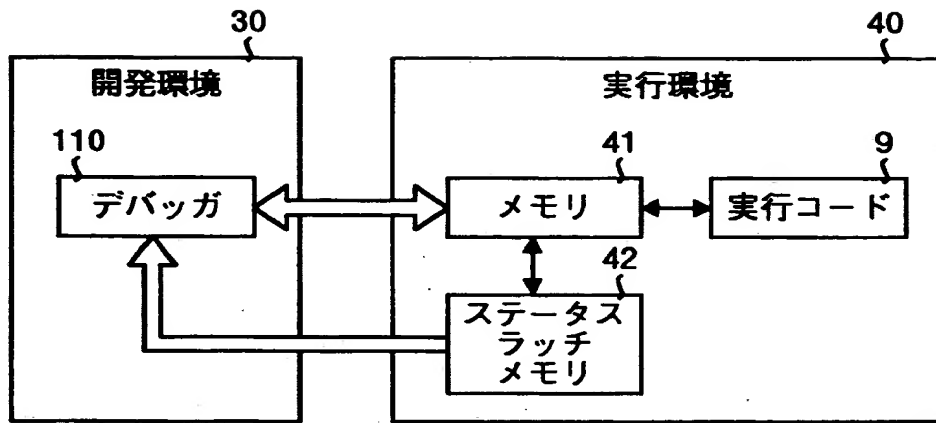 30
開発環境
110
デバッガ
40
実行環境
41
メモリ
9
実行コード
42
ステータス
ラッチ
メモリ